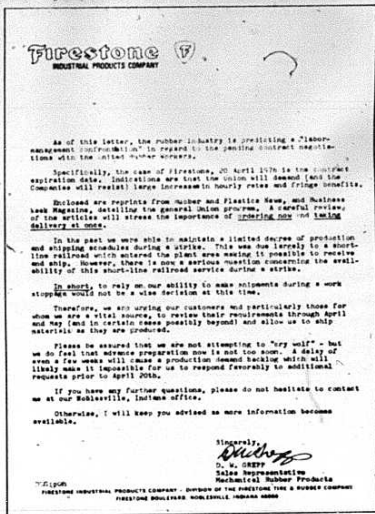 Firestone F
INDUSTRIAL PRODUCTS COMPANY
As of this letter, the rubber industry is predicting a "labor-
management confrontation" in regard to the pending contract negotia-
tions with the United Rubber Workers.
Specifically, the case of Firestone, 20 April 1976 is the contract
expiration date. Indications are that the Union will demand (and the
Companies will resist) large increases in hourly rates and fringe benefits.
Enclosed are reprints from Rubber and Plastics News, and Business
Week Magazine, detailing the general Union program. A careful review
of the articles will stress the importance of ordering now and taking
delivery at once.
In the past we were able to maintain a limited degree of production
and shipping schedules during a strike. This was due largely to a short-
line railroad which entered the plant area making it possible to receive
and ship. However, there is now a serious question concerning the avail-
ability of this short-line railroad service during a strike.
In short, to rely on our ability to make shipments during a work
stoppage would not be a wise decision at this time.
Therefore, we are urging our customers and particularly those for
whom we are a vital source, to review their requirements through April
and May (and in certain cases possibly beyond) and allow us to ship
materials as they are produced.
Please be assured that we are not attempting to "cry wolf" - but
we do feel that advance preparation now is not too soon. A delay of
even a few weeks will cause a production demand backlog which will
likely make it impossible for us to respond favorably to additional
requests prior to April 20th.
If you have any further questions, please do not hesitate to contact
me at our Noblesville, Indiana office.
Otherwise, I will keep you advised as more information becomes
available.
Sincerely,
D. W. GREPP
Sales Representative
Mechanical Rubber Products
FIRESTONE INDUSTRIAL PRODUCTS COMPANY - DIVISION OF THE FIRESTONE TIRE & RUBBER COMPANY
FIRESTONE BOULEVARD NOBLESVILLE, INDIANA 46060